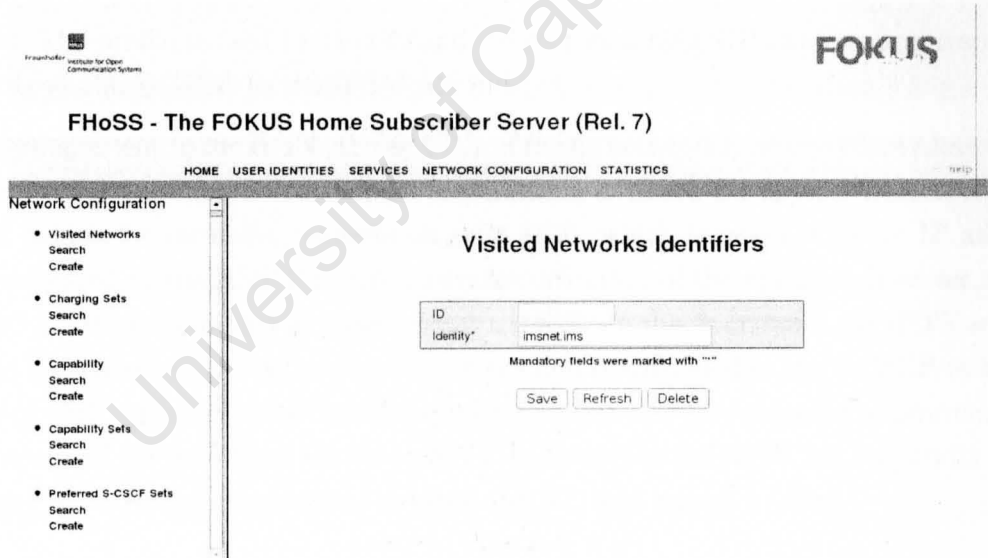 Fraunhofer Institute for Open
Communication Systems
FOKUS
FHoSS - The FOKUS Home Subscriber Server (Rel. 7)
HOME USER IDENTITIES SERVICES NETWORK CONFIGURATION STATISTICS help
Network Configuration
• Visited Networks
Search
Create
• Charging Sets
Search
Create
• Capability
Search
Create
• Capability Sets
Search
Create
• Preferred S-CSCF Sets
Search
Create
Visited Networks Identifiers
ID
Identity* imsnet.ims
Mandatory fields were marked with "*"
Save Refresh Delete
University of Cap